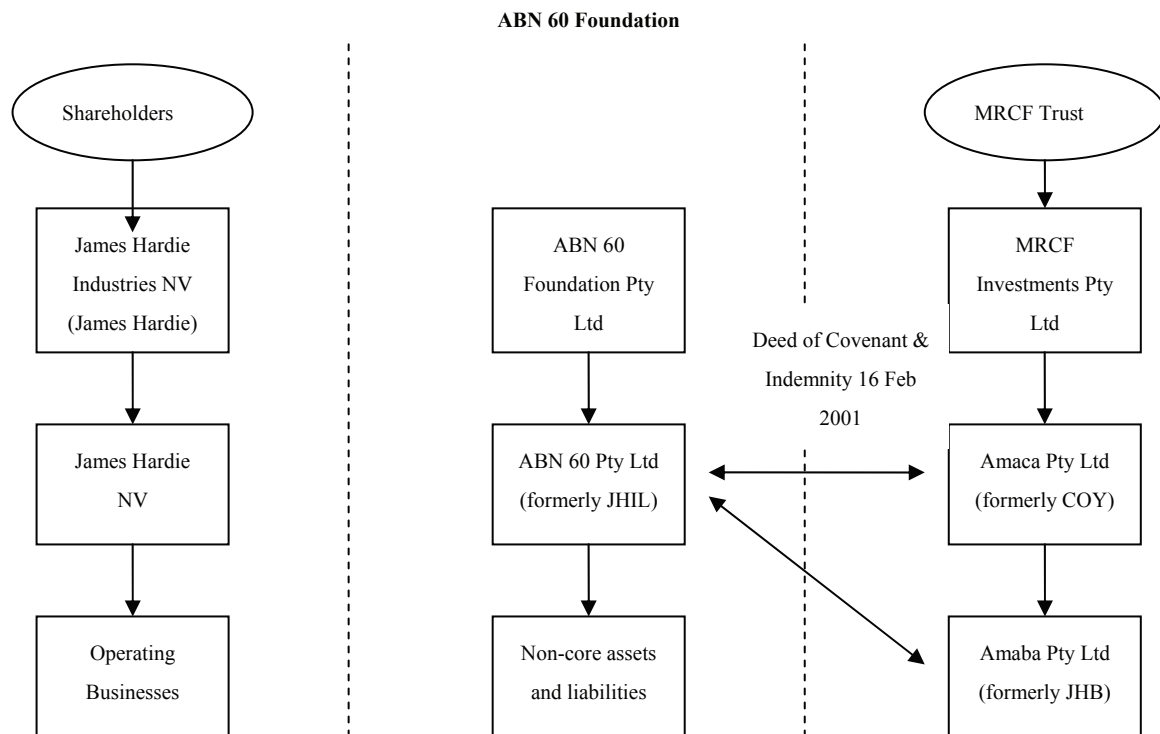 ABN 60 Foundation
Shareholders
MRCF Trust
James Hardie
Industries NV
(James Hardie)
ABN 60
Foundation Pty
Ltd
MRCF
Investments Pty
Ltd
Deed of Covenant &
Indemnity 16 Feb
2001
James Hardie
NV
ABN 60 Pty Ltd
(formerly JHIL)
Amaca Pty Ltd
(formerly COY)
Operating
Businesses
Non-core assets
and liabilities
Amaba Pty Ltd
(formerly JHB)